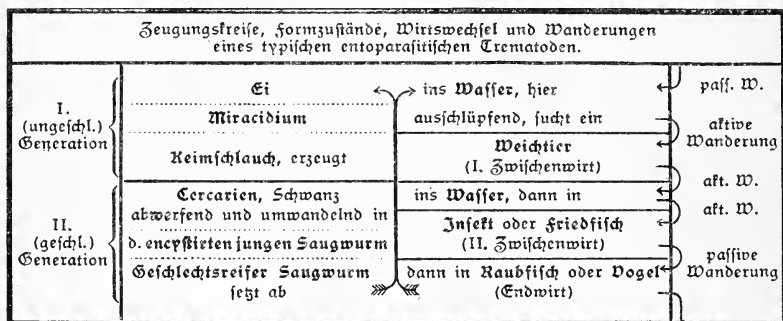 Zeugungskreise, Formzustände, Wirtswechsel und Wanderungen
eines typischen entoparasitischen Trematoden.
I.
(ungeschl.)
Generation
Ei
Miracidium
Keimschlauch, erzeugt
ins Wasser, hier
ausschlüpfend, sucht ein
Weichtier
(I. Zwischenwirt)
pass. W.
aktive
Wanderung
akt. W.
II.
(geschl.)
Generation
Cercarien, Schwanz
abwerfend und umwandelnd in
d. encystirten jungen Saugwurm
Geschlechtsreifer Saugwurm
setzt ab
ins Wasser, dann in
Insekt oder Friedfisch
(II. Zwischenwirt)
dann in Raubfisch oder Vogel
(Endwirt)
akt. W.
passive
Wanderung